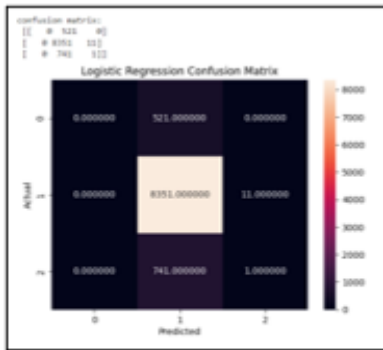 confusion matrix:
[[ 0 521 0]
[ 0 8351 11]
[ 0 741 1]]
Logistic Regression Confusion Matrix
0.000000 521.000000 0.000000
0.000000 8351.000000 11.000000
0.000000 741.000000 1.000000
0
1
2
Actual
0 1 2
Predicted
8000
7000
6000
5000
4000
3000
2000
1000
0